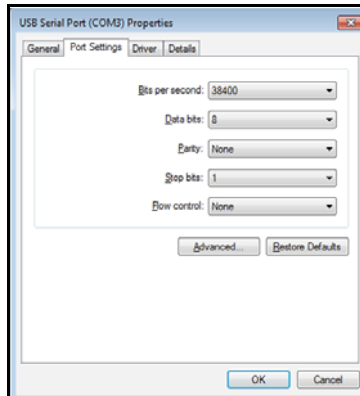 USB Serial Port (COM3) Properties
General Port Settings Driver Details
Bits per second: 38400
Data bits: 8
Parity: None
Stop bits: 1
Flow control: None
Advanced... Restore Defaults
OK Cancel